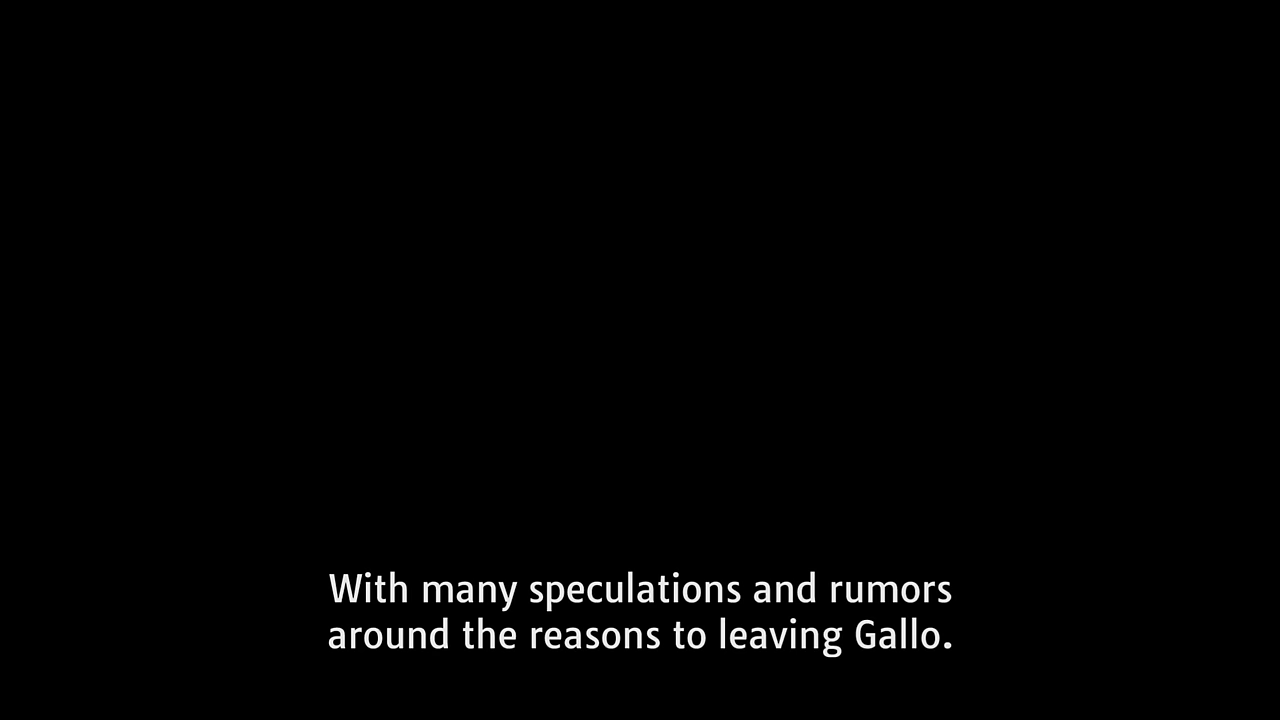 With many speculations and rumors
around the reasons to leaving Gallo.